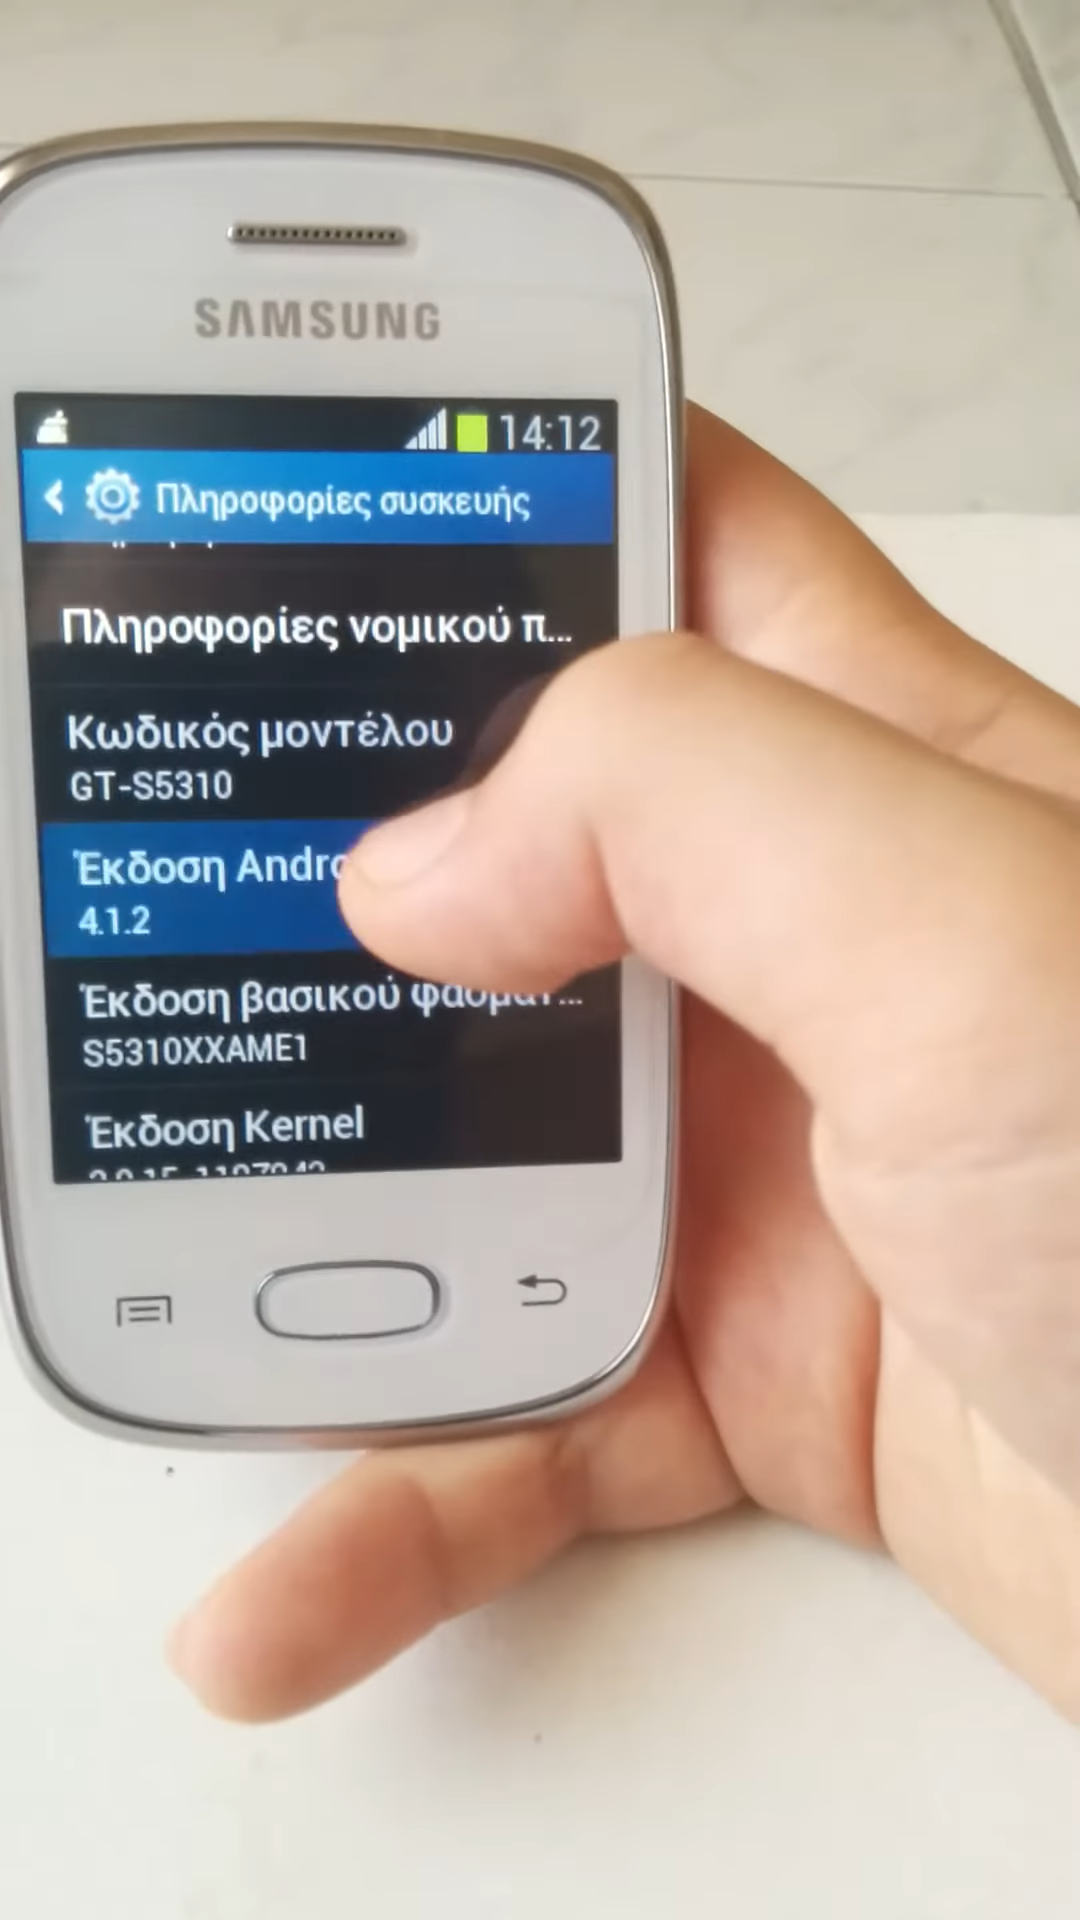 SAMSUNG
14:12
Πληροφορίες συσκευής
Πληροφορίες νομικού π...
Κωδικός μοντέλου
GT-S5310
Έκδοση
4.1.2
Έκδοση βασικού
S5310XXAME1
Έκδοση Kernel